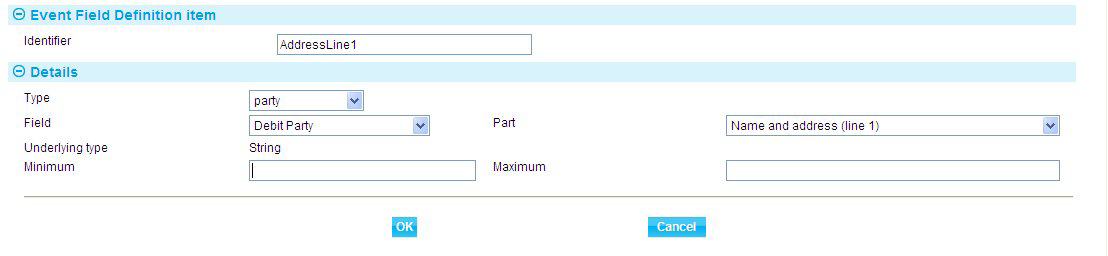 Event Field Definition item
Identifier AddressLine1
Details
Type party
Field Debit Party Part Name and address (line 1)
Underlying type String
Minimum Maximum
OK Cancel